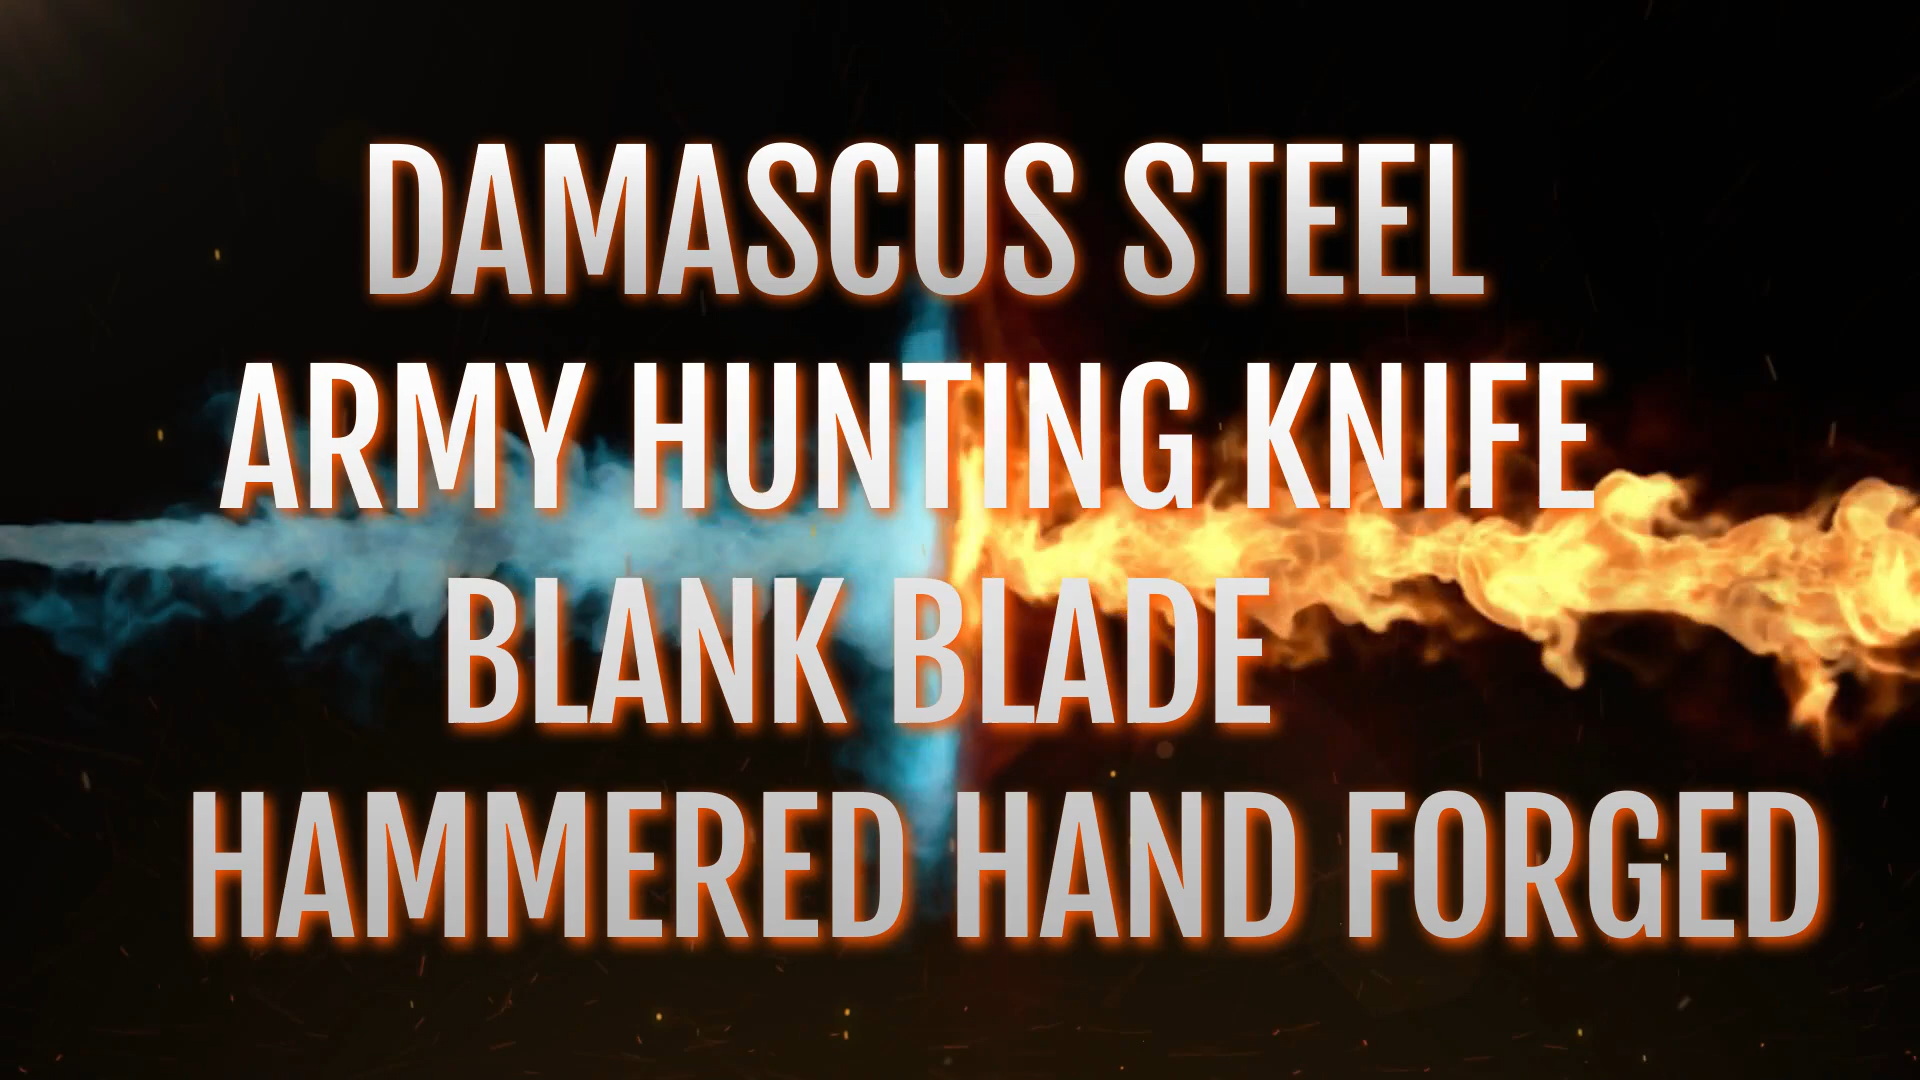 DAMASCUS STEEL
ARMY HUNTING KNIFE
BLANK BLADE
HAMMERED HAND FORGED